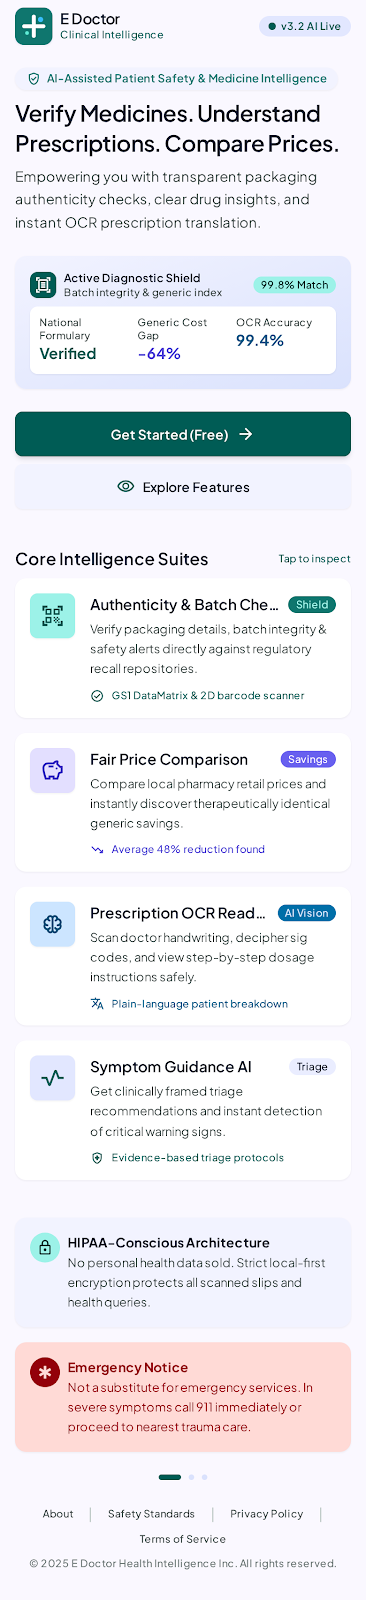 E Doctor
Clinical Intelligence
v3.2 AI Live
AI-Assisted Patient Safety & Medicine Intelligence
Verify Medicines. Understand
Prescriptions. Compare Prices.
Empowering you with transparent packaging
authenticity checks, clear drug insights, and
instant OCR prescription translation.
Active Diagnostic Shield
Batch integrity & generic index
99.8% Match
National
Formulary
Verified
Generic Cost
Gap
-64%
OCR Accuracy
99.4%
Get Started (Free)
Explore Features
Core Intelligence Suites
Tap to inspect
Authenticity & Batch Che...
Shield
Verify packaging details, batch integrity &
safety alerts directly against regulatory
recall repositories.
GS1 DataMatrix & 2D barcode scanner
Fair Price Comparison
Savings
Compare local pharmacy retail prices and
instantly discover therapeutically identical
generic savings.
Average 48% reduction found
Prescription OCR Read...
AI Vision
Scan doctor handwriting, decipher sig
codes, and view step-by-step dosage
instructions safely.
Plain-language patient breakdown
Symptom Guidance AI
Triage
Get clinically framed triage
recommendations and instant detection
of critical warning signs.
Evidence-based triage protocols
HIPAA-Conscious Architecture
No personal health data sold. Strict local-first
encryption protects all scanned slips and
health queries.
Emergency Notice
Not a substitute for emergency services. In
severe symptoms call 911 immediately or
proceed to nearest trauma care.
About
Safety Standards
Privacy Policy
Terms of Service
© 2025 E Doctor Health Intelligence Inc. All rights reserved.